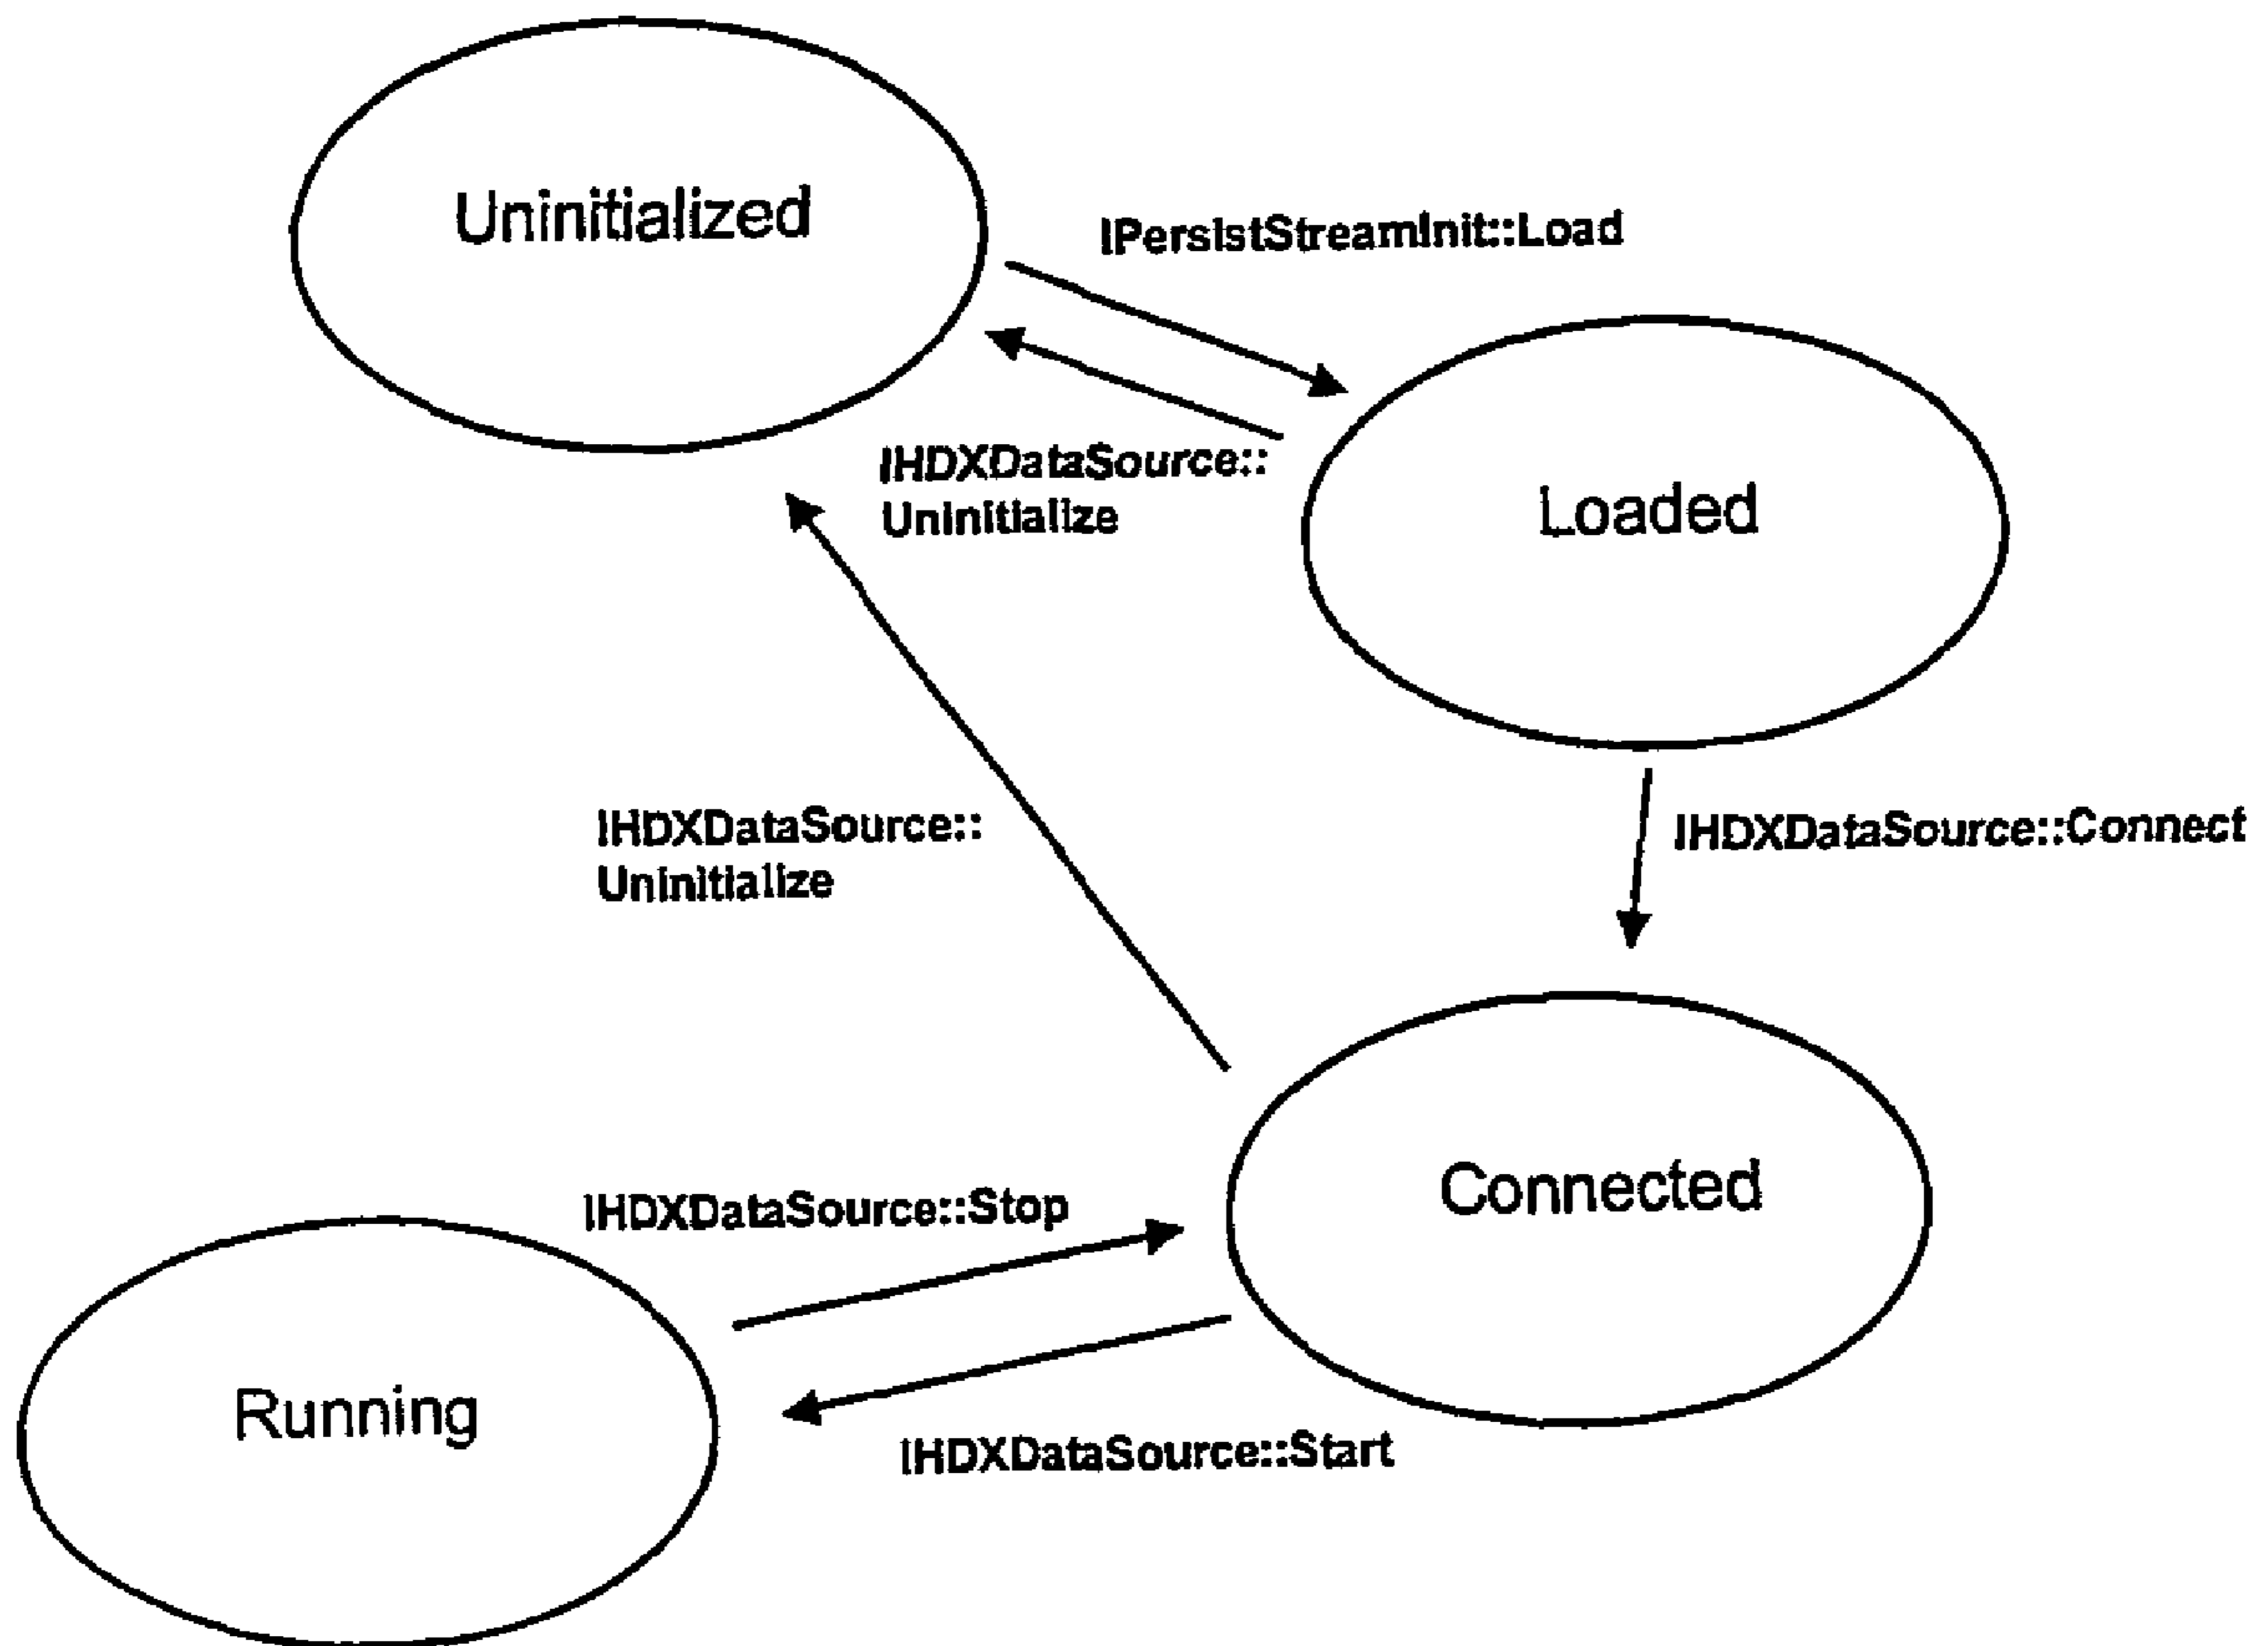 Uninitialized
IPersistStreamInit::Load
IHDXDataSource::
Uninitialize
Loaded
IHDXDataSource::
Uninitialize
IHDXDataSource::Connect
Connected
IHDXDataSource::Stop
Running
IHDXDataSource::Start